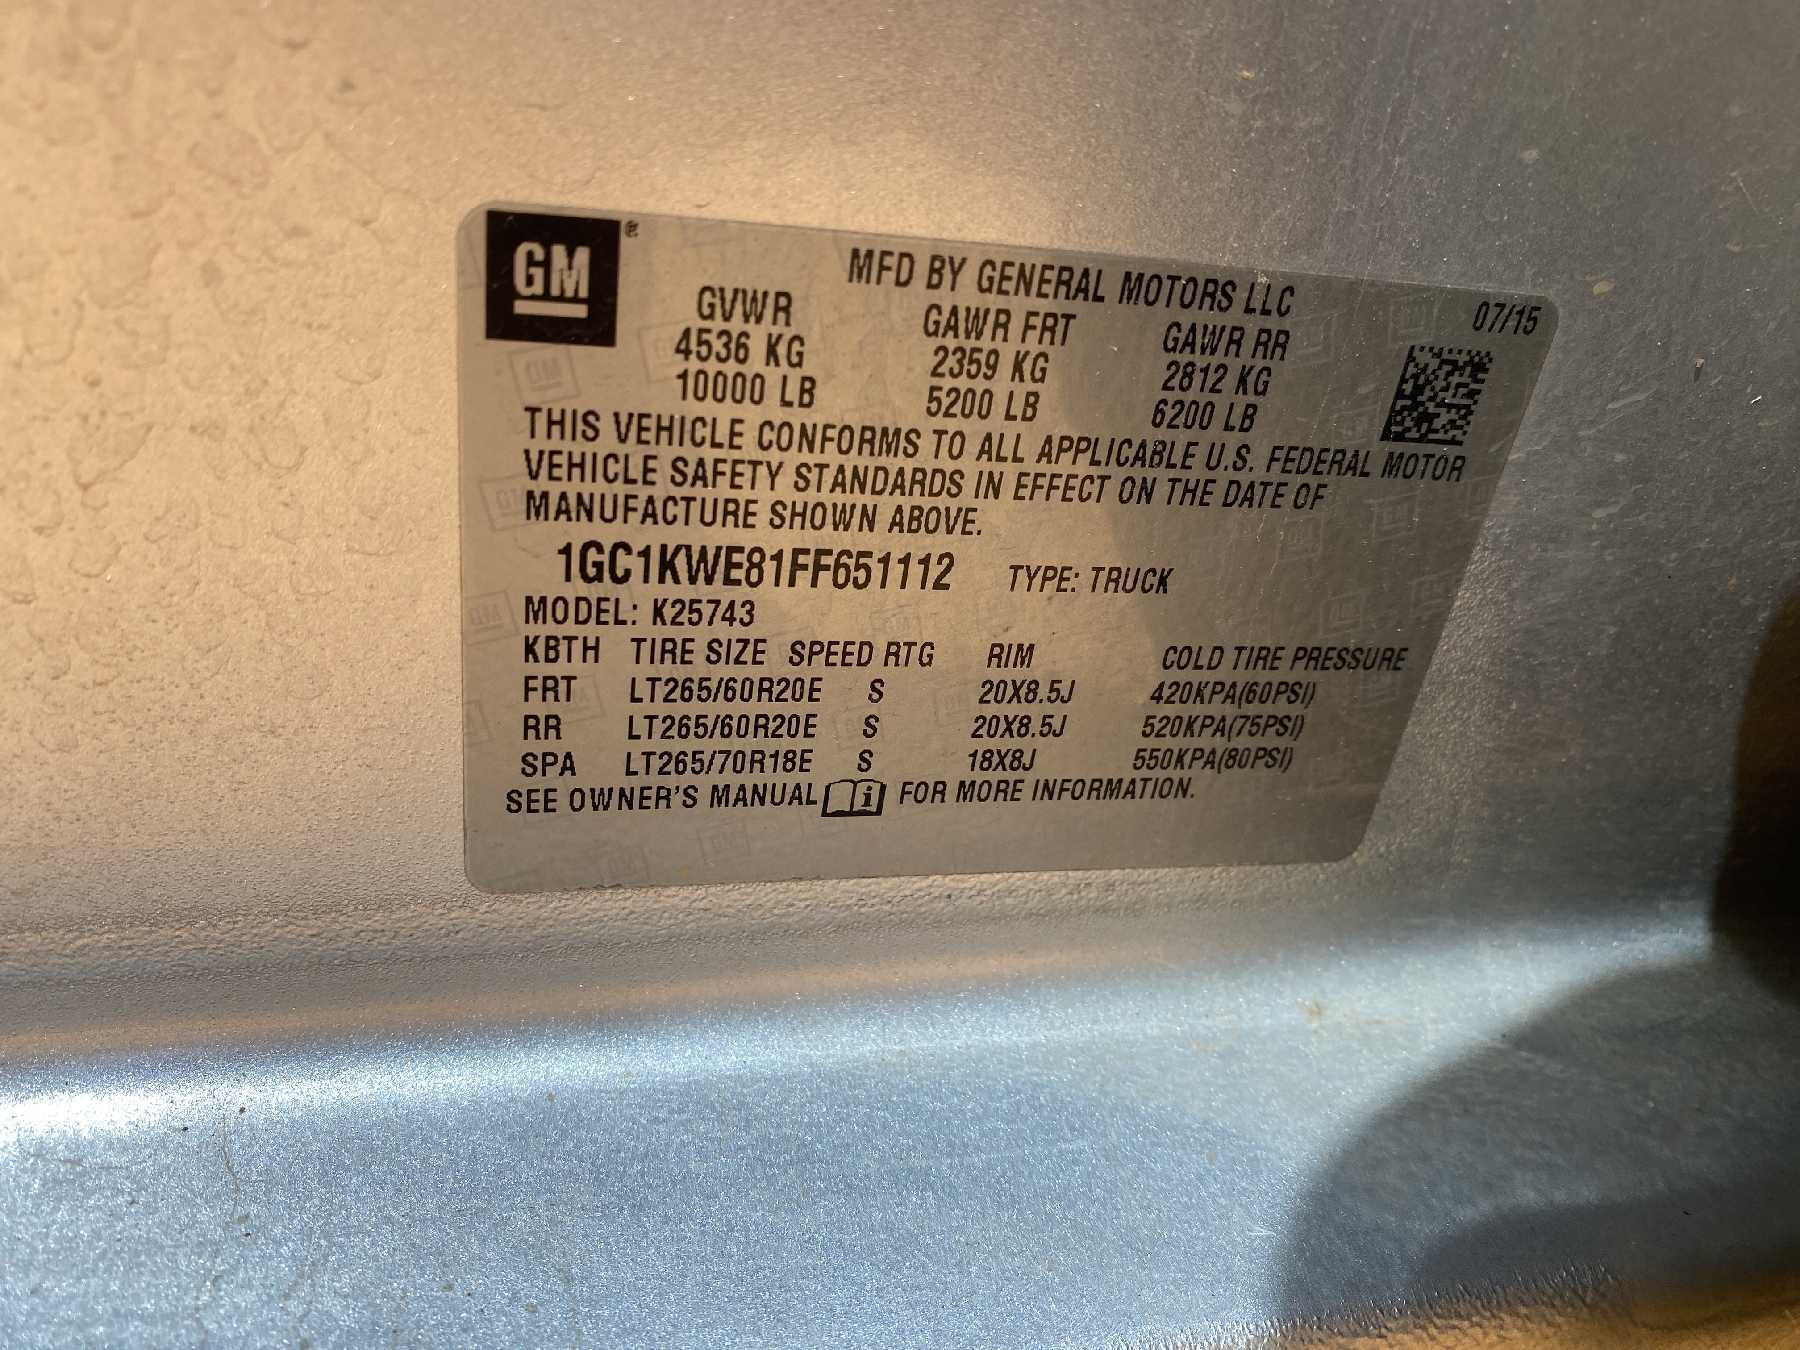 GM®
MFD BY GENERAL MOTORS LLC
07/15
GVWR GAWR FRT GAWR RR
4536 KG 2359 KG 2812 KG
10000 LB 5200 LB 6200 LB
THIS VEHICLE CONFORMS TO ALL APPLICABLE U.S. FEDERAL MOTOR
VEHICLE SAFETY STANDARDS IN EFFECT ON THE DATE OF
MANUFACTURE SHOWN ABOVE.
1GC1KWE81FF651112 TYPE: TRUCK
MODEL: K25743
KBTH TIRE SIZE SPEED RTG RIM COLD TIRE PRESSURE
FRT LT265/60R20E S 20X8.5J 420KPA(60PSI)
RR LT265/60R20E S 20X8.5J 520KPA(75PSI)
SPA LT265/70R18E S 18X8J 550KPA(80PSI)
SEE OWNER'S MANUAL i FOR MORE INFORMATION.